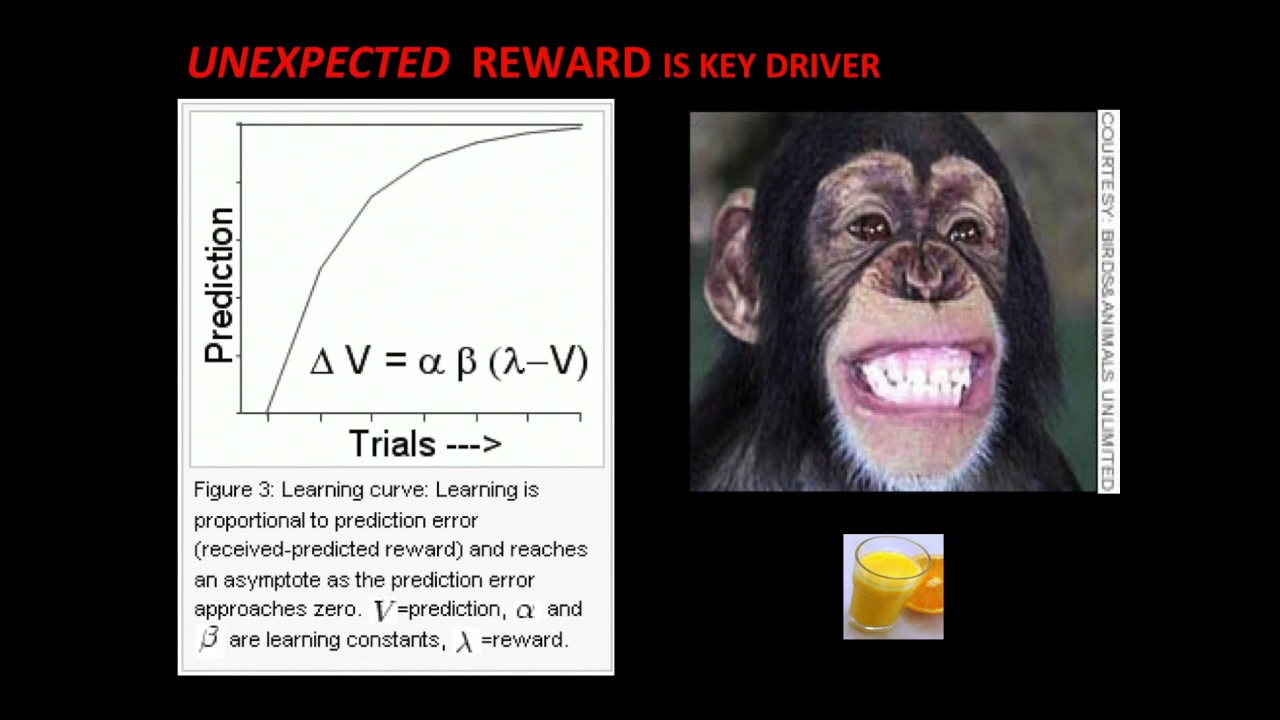 UNEXPECTED REWARD IS KEY DRIVER
Prediction
Δ V = α β (λ–V)
Trials --->
Figure 3: Learning curve: Learning is
proportional to prediction error
(received-predicted reward) and reaches
an asymptote as the prediction error
approaches zero. V=prediction, α and
β are learning constants, λ=reward.
COURTESY: BIRDS&ANIMALS UNLIMITED